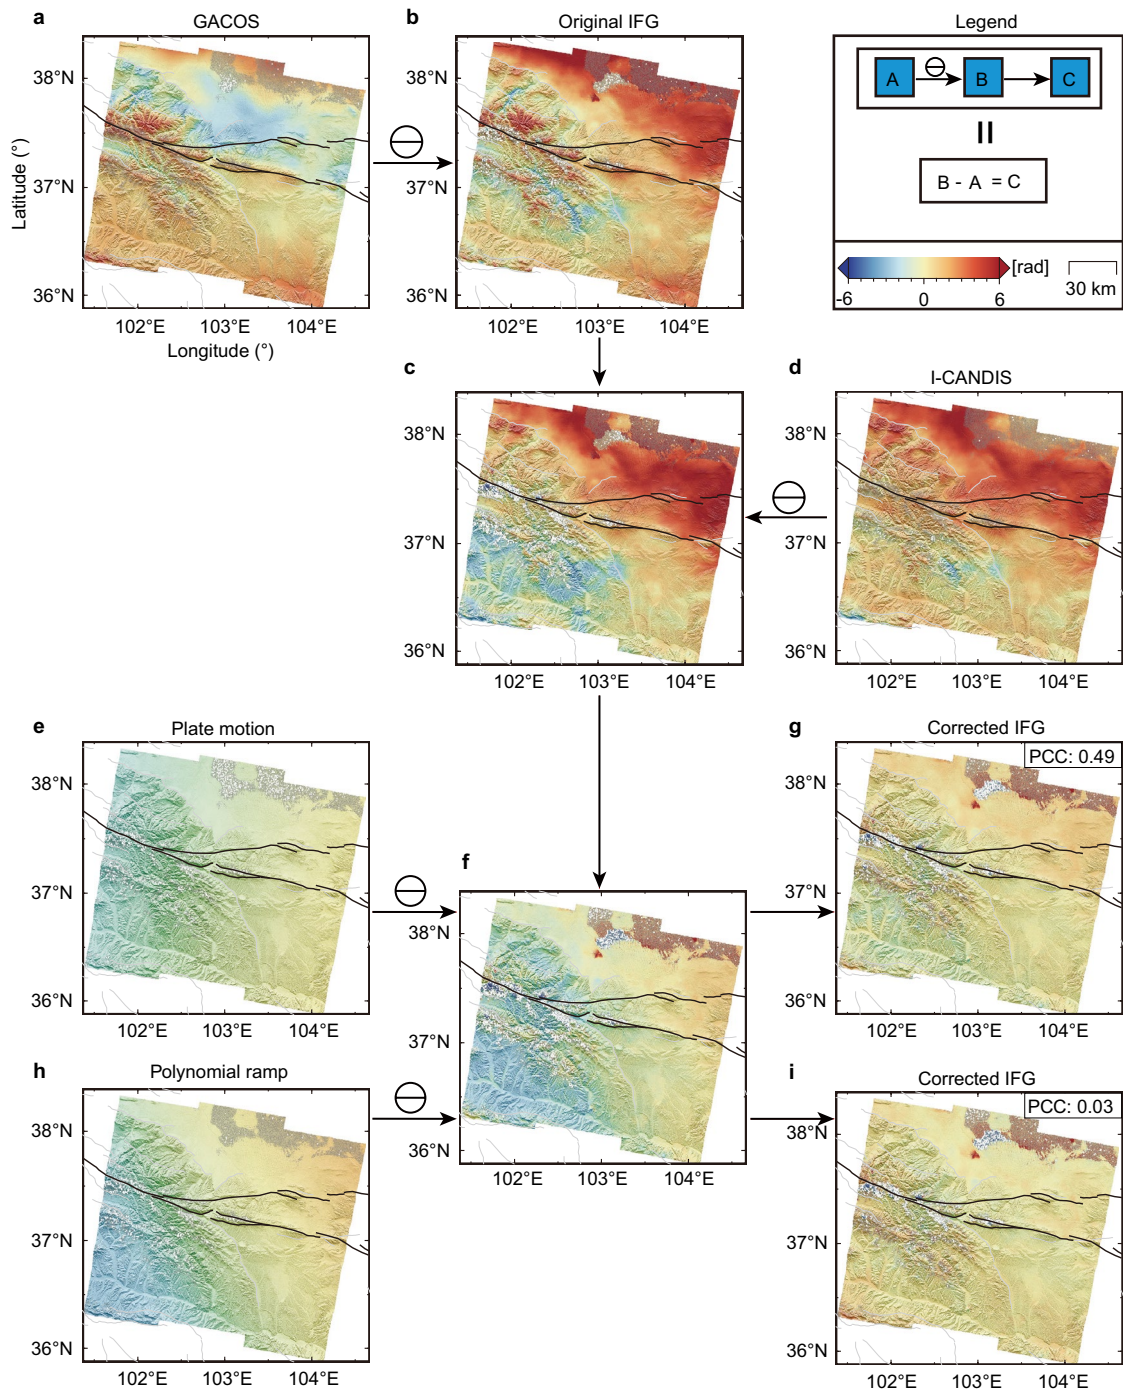 a
GACOS
38°N
37°N
36°N
Latitude (°)
102°E 103°E 104°E
Longitude (°)
b
Original IFG
38°N
37°N
36°N
102°E 103°E 104°E
Legend
A B C
B - A = C
[rad]
-6 0 6
30 km
c
38°N
37°N
36°N
102°E 103°E 104°E
d
I-CANDIS
38°N
37°N
36°N
102°E 103°E 104°E
e
Plate motion
38°N
37°N
36°N
102°E 103°E 104°E
f
38°N
37°N
36°N
102°E 103°E 104°E
g
Corrected IFG
PCC: 0.49
38°N
37°N
36°N
102°E 103°E 104°E
h
Polynomial ramp
38°N
37°N
36°N
102°E 103°E 104°E
i
Corrected IFG
PCC: 0.03
38°N
37°N
36°N
102°E 103°E 104°E